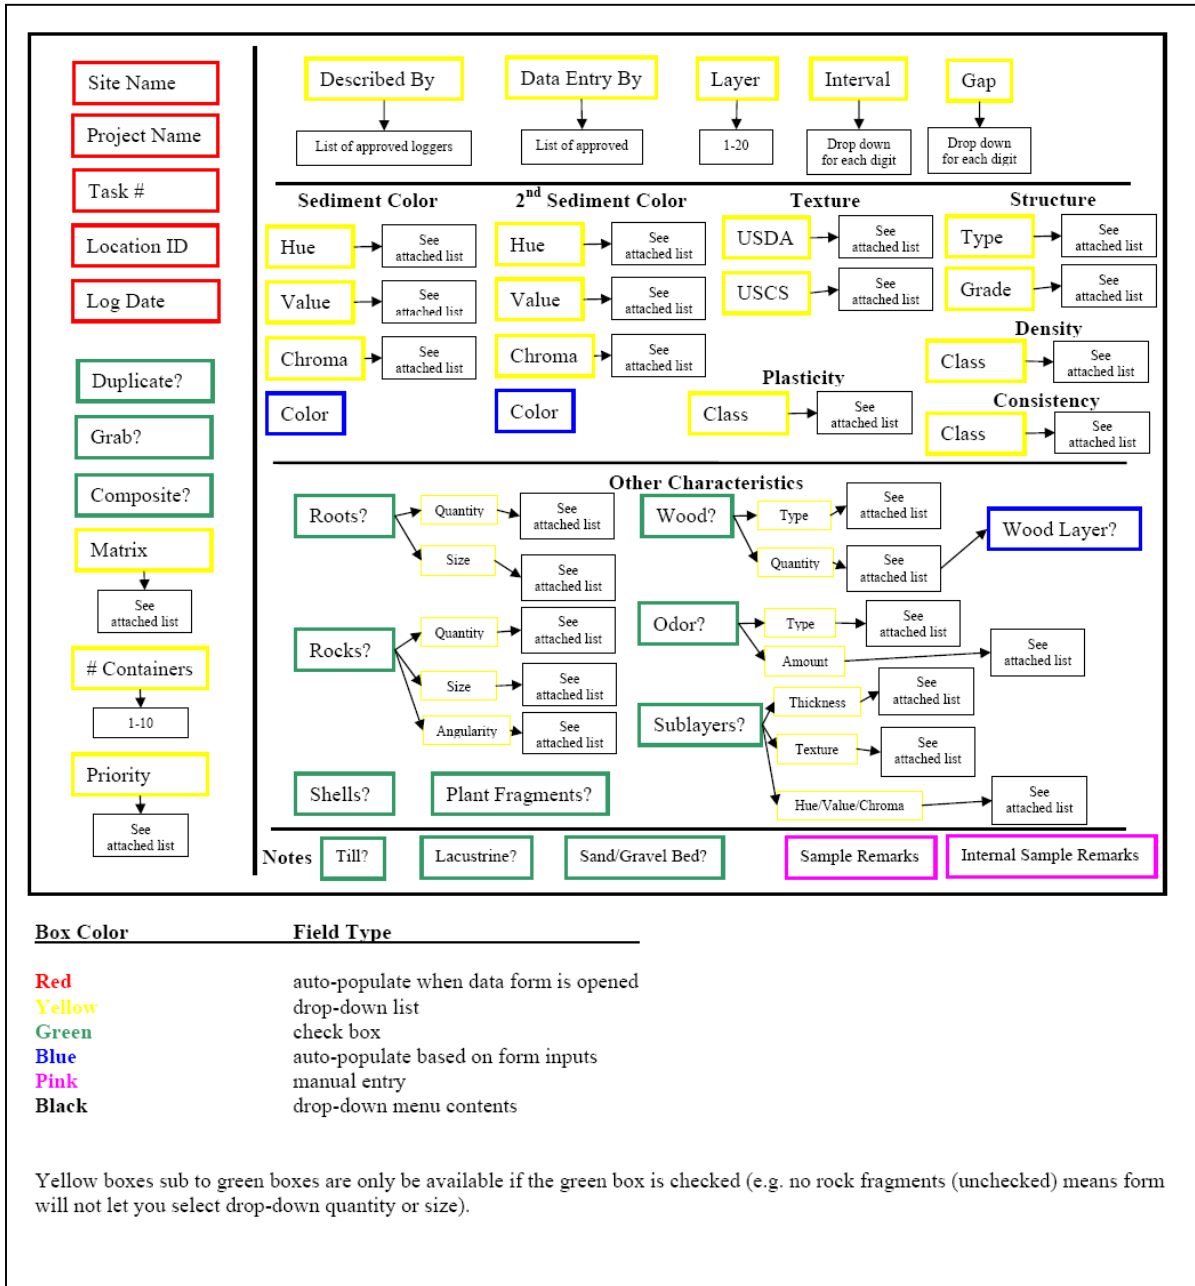 Site Name
Project Name
Task #
Location ID
Log Date
Duplicate?
Grab?
Composite?
Matrix
See
attached list
# Containers
1-10
Priority
See
attached list
Described By
Data Entry By
Layer
Interval
Gap
List of approved loggers
List of approved
1-20
Drop down
for each digit
Drop down
for each digit
Sediment Color
Hue
See
attached list
Value
See
attached list
Chroma
See
attached list
Color
2nd Sediment Color
Hue
See
attached list
Value
See
attached list
Chroma
See
attached list
Color
Texture
USDA
See
attached list
USCS
See
attached list
Plasticity
Class
See
attached list
Structure
Type
See
attached list
Grade
See
attached list
Density
Class
See
attached list
Consistency
Class
See
attached list
Other Characteristics
Roots?
Quantity
See
attached list
Size
See
attached list
Rocks?
Quantity
See
attached list
Size
See
attached list
Angularity
See
attached list
Shells?
Plant Fragments?
Wood?
Type
See
attached list
Quantity
See
attached list
Wood Layer?
Odor?
Type
See
attached list
Amount
See
attached list
Sublayers?
Thickness
See
attached list
Texture
See
attached list
Hue/Value/Chroma
See
attached list
Notes
Till?
Lacustrine?
Sand/Gravel Bed?
Sample Remarks
Internal Sample Remarks
Box Color Field Type
Red auto-populate when data form is opened
Yellow drop-down list
Green check box
Blue auto-populate based on form inputs
Pink manual entry
Black drop-down menu contents
Yellow boxes sub to green boxes are only be available if the green box is checked (e.g. no rock fragments (unchecked) means form
will not let you select drop-down quantity or size).